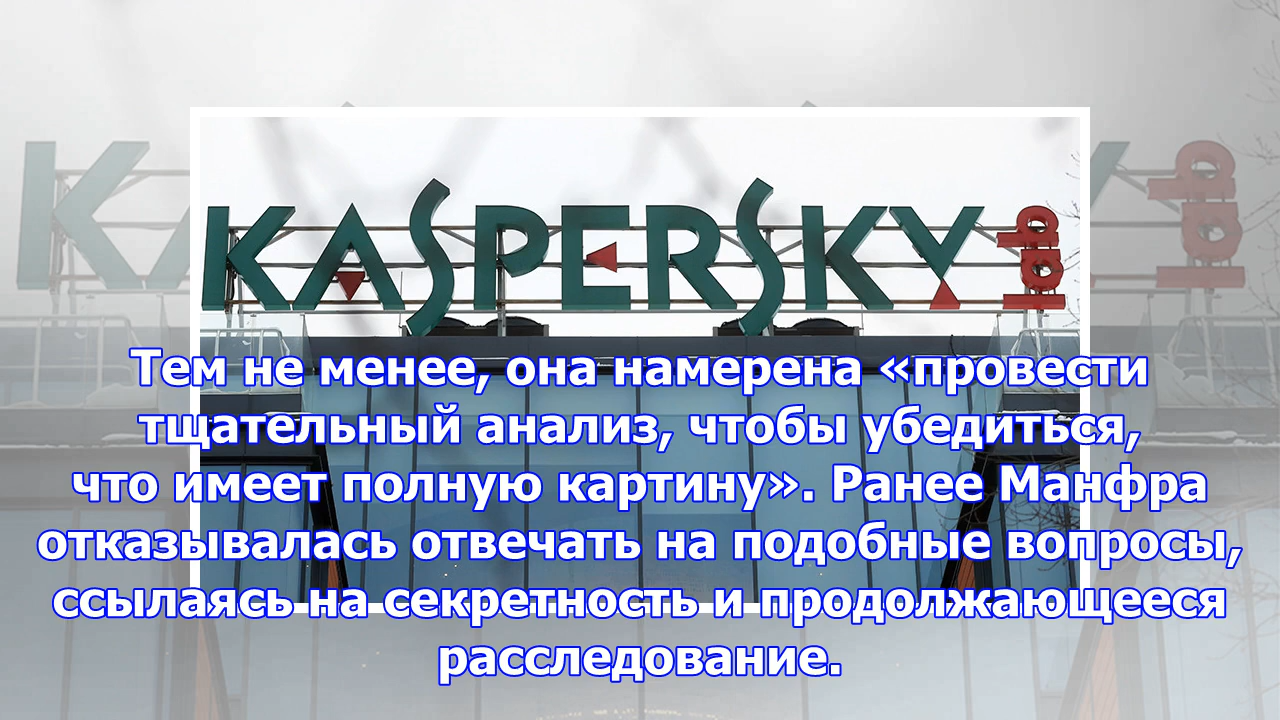 KASPERSKY lab
Тем не менее, она намерена «провести
тщательный анализ, чтобы убедиться,
что имеет полную картину». Ранее Манфра
отказывалась отвечать на подобные вопросы,
ссылаясь на секретность и продолжающееся
расследование.